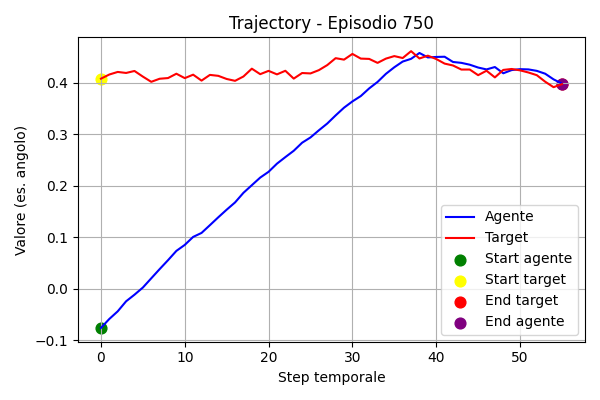 Trajectory - Episodio 750
Valore (es. angolo)
0.4
0.3
0.2
0.1
0.0
−0.1
0
10
20
30
40
50
Step temporale
Agente
Target
Start agente
Start target
End target
End agente